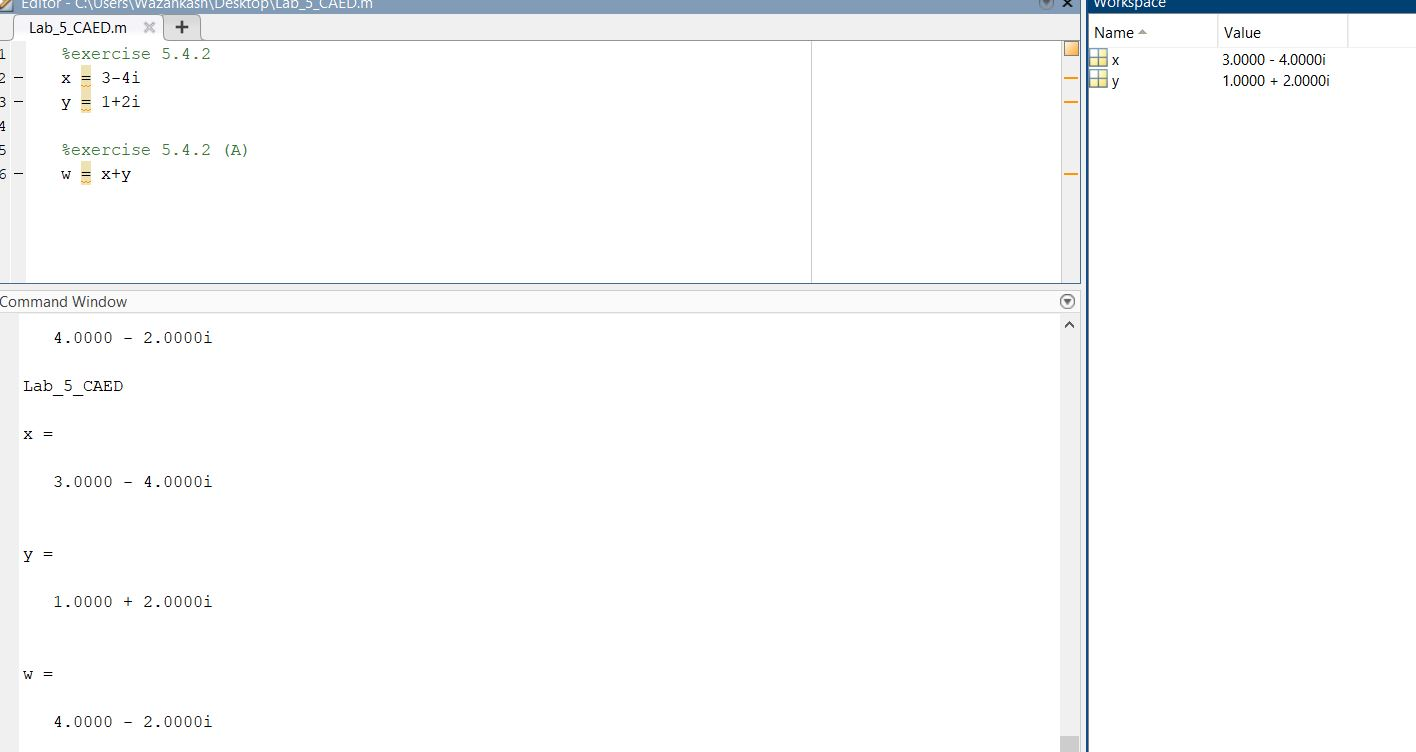 Editor - C:\Users\Wazankash\Desktop\Lab_5_CAED.m
Lab_5_CAED.m
1 %exercise 5.4.2
2 - x = 3-4i
3 - y = 1+2i
4
5 %exercise 5.4.2 (A)
6 - w = x+y
Command Window
4.0000 - 2.0000i
Lab_5_CAED
x =
3.0000 - 4.0000i
y =
1.0000 + 2.0000i
w =
4.0000 - 2.0000i
Workspace
Name Value
x 3.0000 - 4.0000i
y 1.0000 + 2.0000i